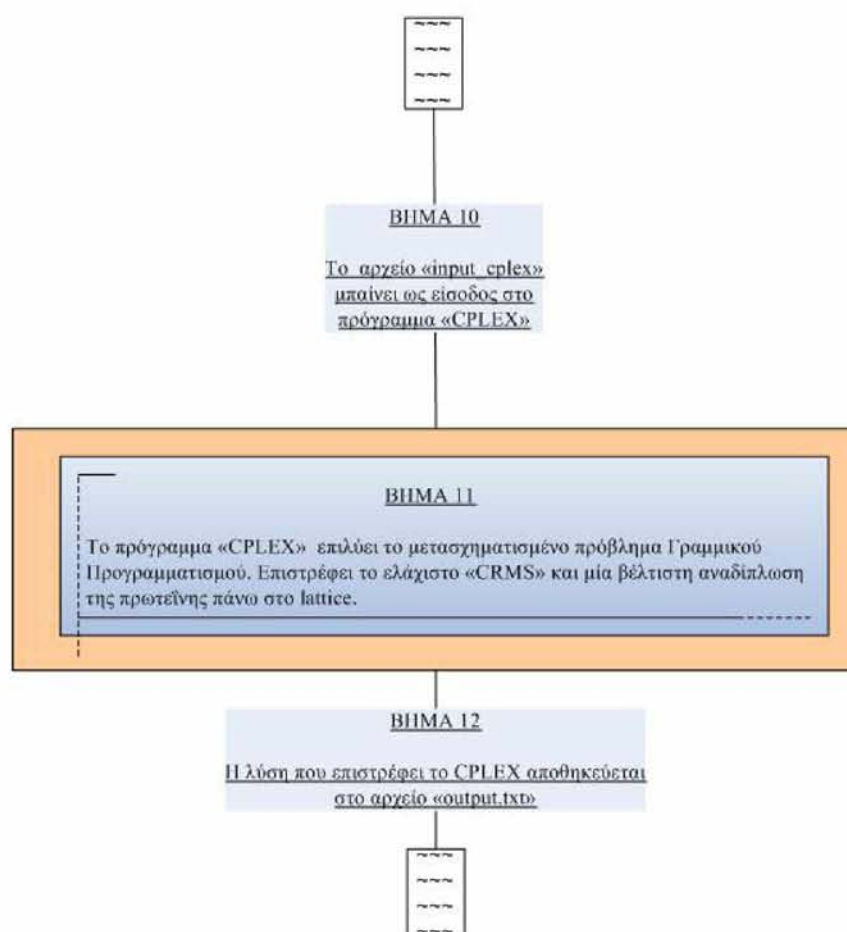 ~~~
~~~
~~~
~~~
ΒΗΜΑ 10
Το αρχείο «input_cplex»
μπαίνει ως είσοδος στο
πρόγραμμα «CPLEX»
ΒΗΜΑ 11
Το πρόγραμμα «CPLEX» επιλύει το μετασχηματισμένο πρόβλημα Γραμμικού
Προγραμματισμού. Επιστρέφει το ελάχιστο «CRMS» και μία βέλτιστη αναδίπλωση
της πρωτεΐνης πάνω στο lattice.
ΒΗΜΑ 12
Η λύση που επιστρέφει το CPLEX αποθηκεύεται
στο αρχείο «output.txt»
~~~
~~~
~~~
~~~